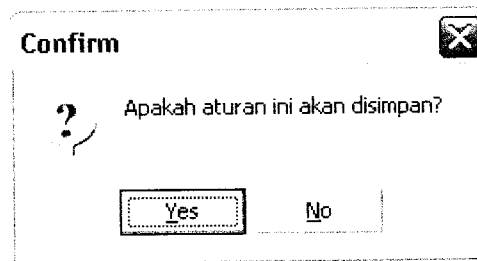 Confirm
Apakah aturan ini akan disimpan?
Yes
No